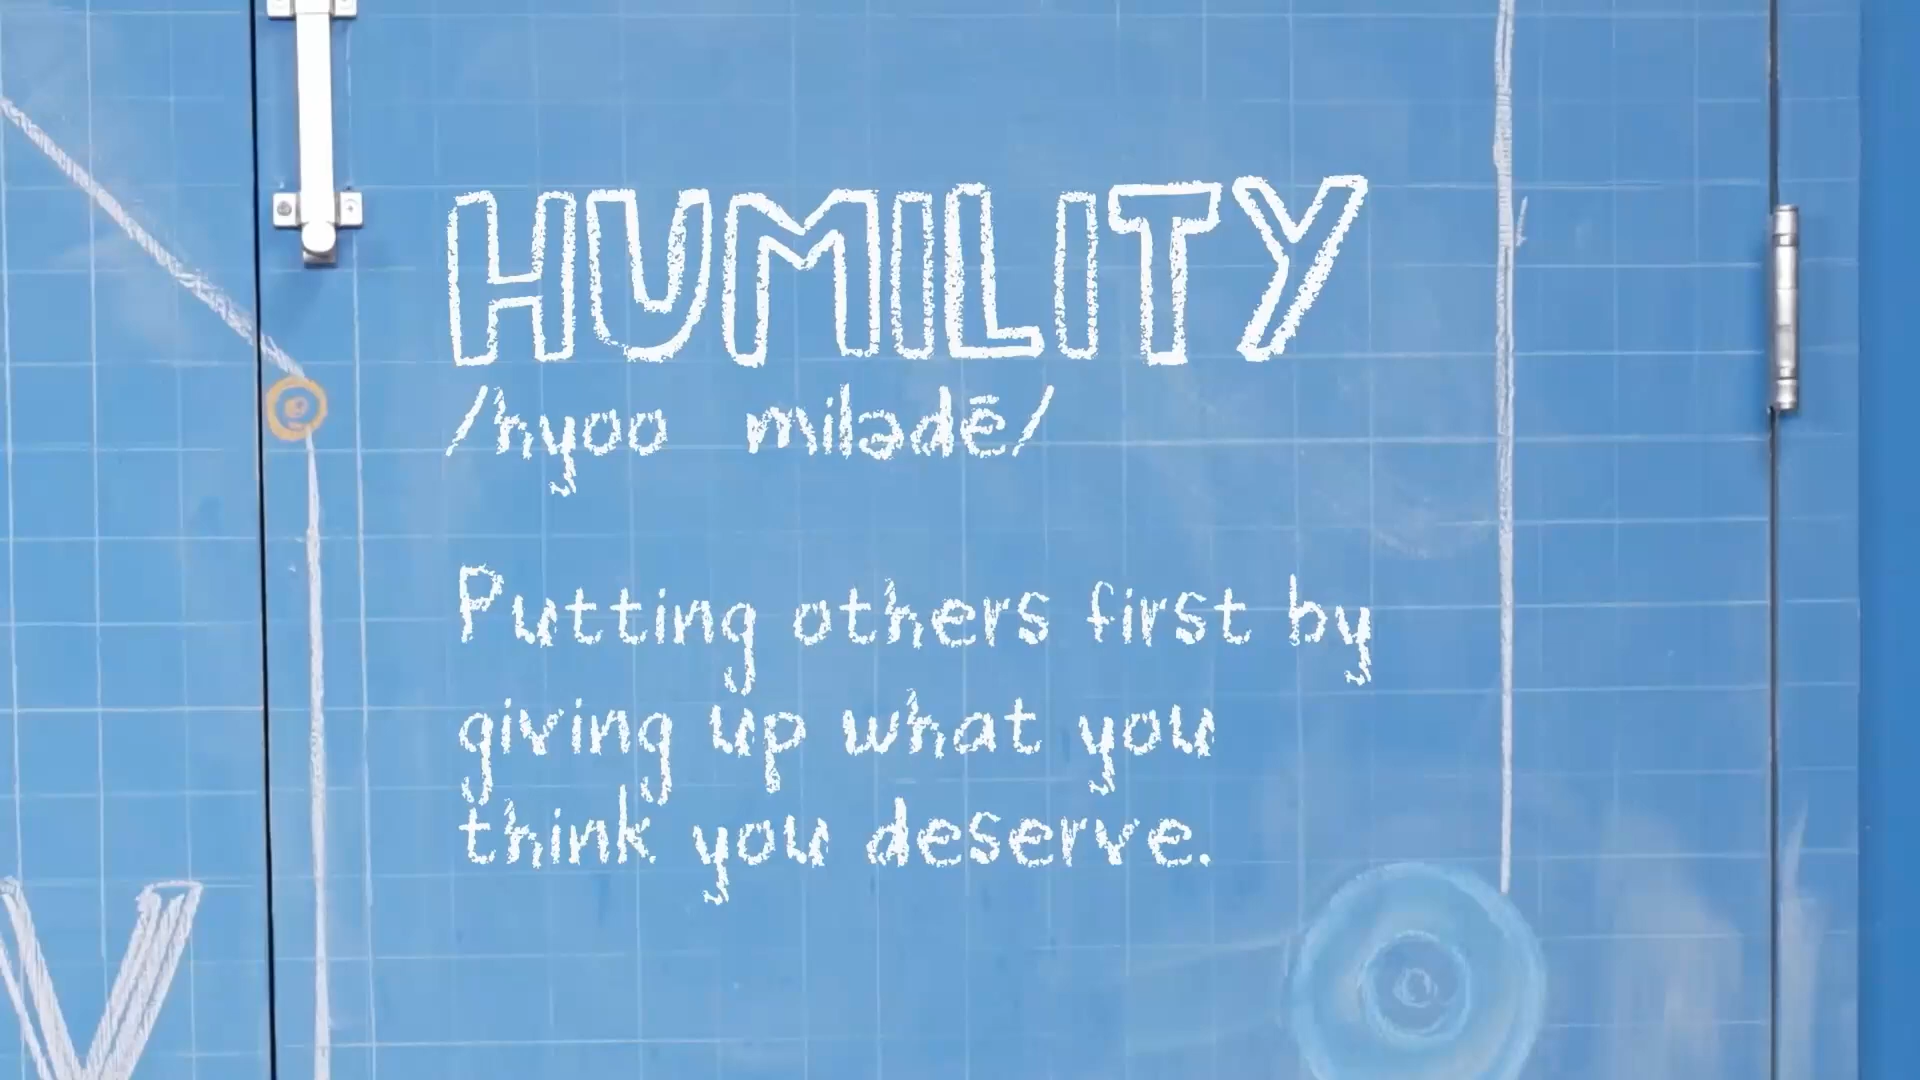 HUMILITY
/hyoo milədē/
Putting others first by
giving up what you
think you deserve.